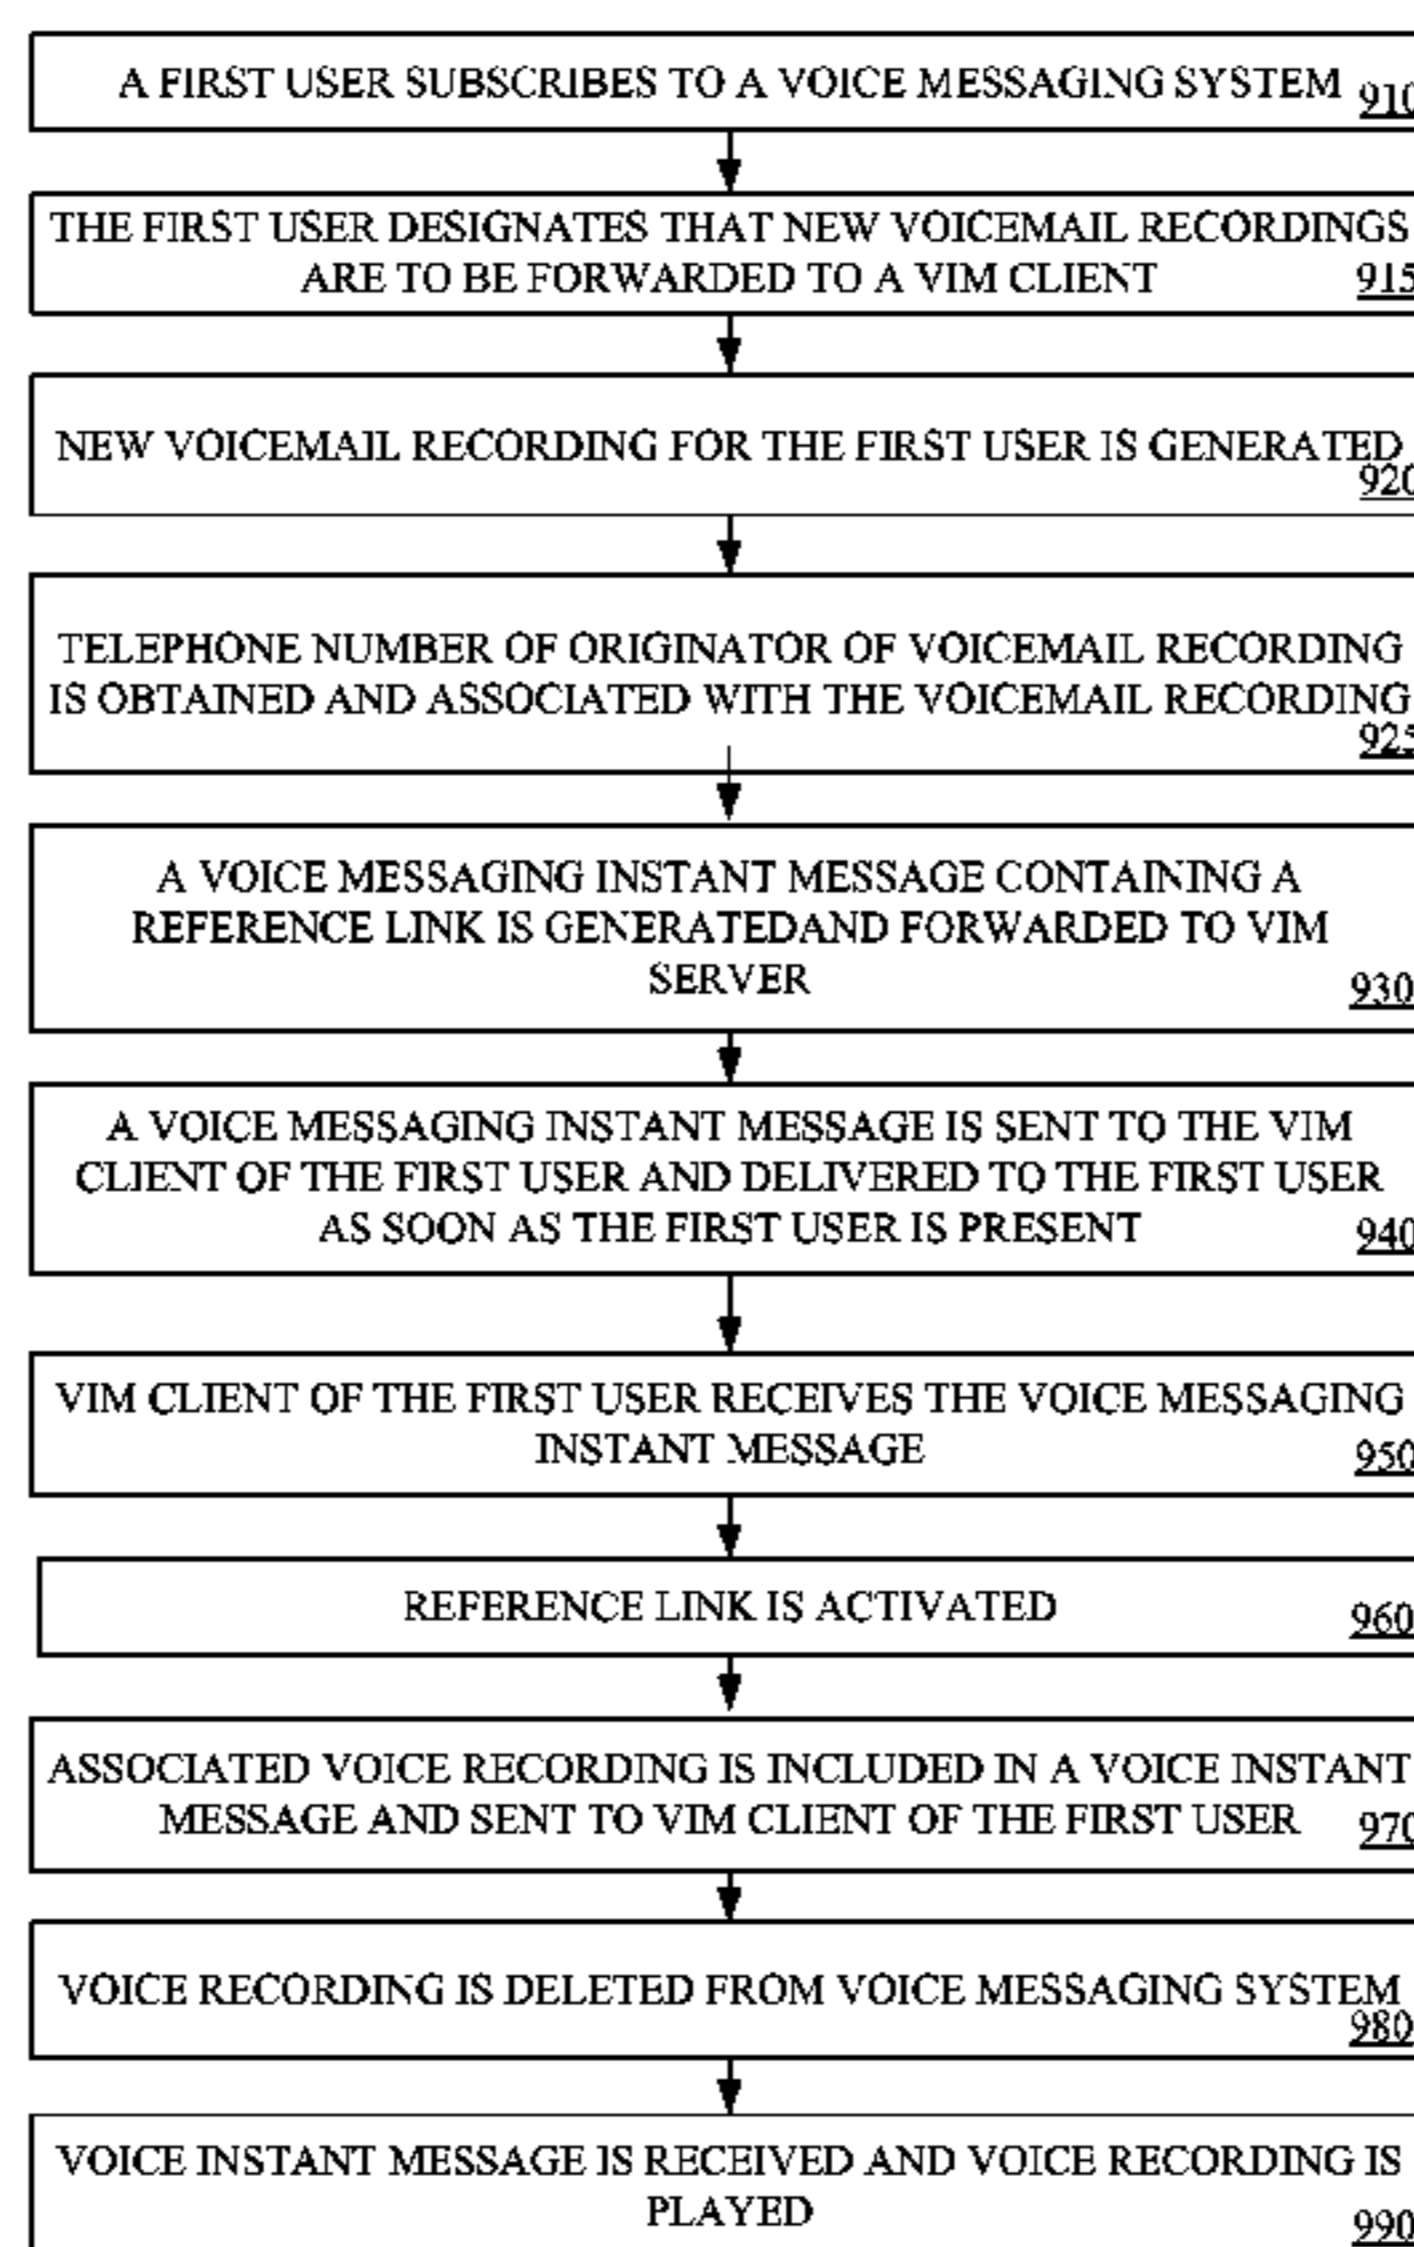 A FIRST USER SUBSCRIBES TO A VOICE MESSAGING SYSTEM
910
THE FIRST USER DESIGNATES THAT NEW VOICEMAIL RECORDINGS
ARE TO BE FORWARDED TO A VIM CLIENT
915
NEW VOICEMAIL RECORDING FOR THE FIRST USER IS GENERATED
920
TELEPHONE NUMBER OF ORIGINATOR OF VOICEMAIL RECORDING
IS OBTAINED AND ASSOCIATED WITH THE VOICEMAIL RECORDING
925
A VOICE MESSAGING INSTANT MESSAGE CONTAINING A
REFERENCE LINK IS GENERATEDAND FORWARDED TO VIM
SERVER
930
A VOICE MESSAGING INSTANT MESSAGE IS SENT TO THE VIM
CLIENT OF THE FIRST USER AND DELIVERED TO THE FIRST USER
AS SOON AS THE FIRST USER IS PRESENT
940
VIM CLIENT OF THE FIRST USER RECEIVES THE VOICE MESSAGING
INSTANT MESSAGE
950
REFERENCE LINK IS ACTIVATED
960
ASSOCIATED VOICE RECORDING IS INCLUDED IN A VOICE INSTANT
MESSAGE AND SENT TO VIM CLIENT OF THE FIRST USER
970
VOICE RECORDING IS DELETED FROM VOICE MESSAGING SYSTEM
980
VOICE INSTANT MESSAGE IS RECEIVED AND VOICE RECORDING IS
PLAYED
990